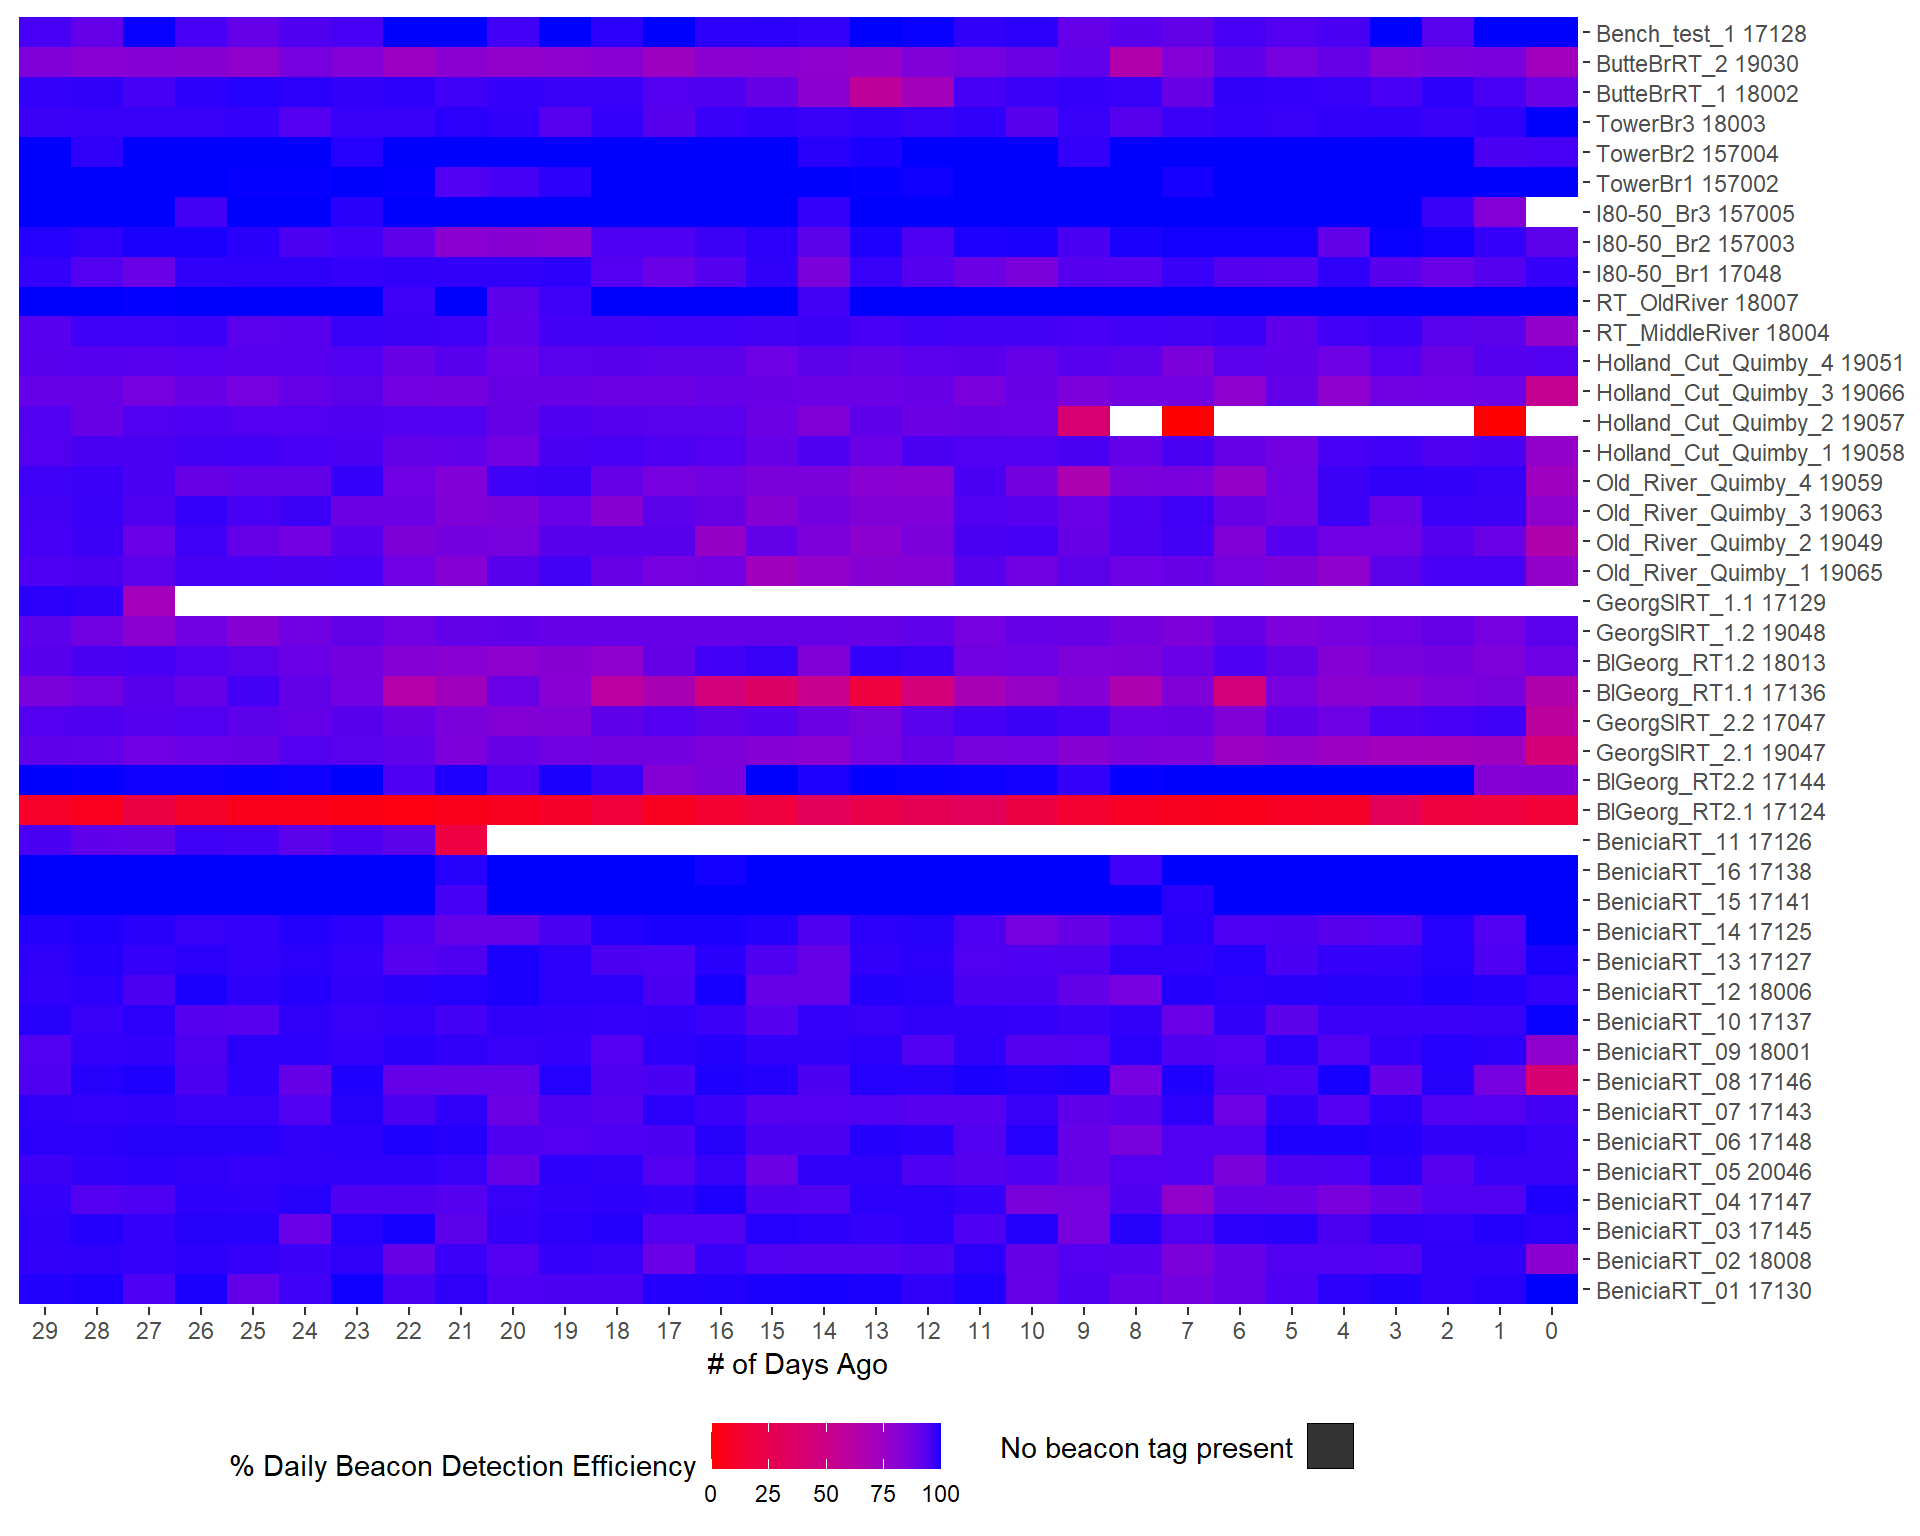 Bench_test_1 17128
ButteBrRT_2 19030
ButteBrRT_1 18002
TowerBr3 18003
TowerBr2 157004
TowerBr1 157002
I80-50_Br3 157005
I80-50_Br2 157003
I80-50_Br1 17048
RT_OldRiver 18007
RT_MiddleRiver 18004
Holland_Cut_Quimby_4 19051
Holland_Cut_Quimby_3 19066
Holland_Cut_Quimby_2 19057
Holland_Cut_Quimby_1 19058
Old_River_Quimby_4 19059
Old_River_Quimby_3 19063
Old_River_Quimby_2 19049
Old_River_Quimby_1 19065
GeorgSlRT_1.1 17129
GeorgSlRT_1.2 19048
BlGeorg_RT1.2 18013
BlGeorg_RT1.1 17136
GeorgSlRT_2.2 17047
GeorgSlRT_2.1 19047
BlGeorg_RT2.2 17144
BlGeorg_RT2.1 17124
BeniciaRT_11 17126
BeniciaRT_16 17138
BeniciaRT_15 17141
BeniciaRT_14 17125
BeniciaRT_13 17127
BeniciaRT_12 18006
BeniciaRT_10 17137
BeniciaRT_09 18001
BeniciaRT_08 17146
BeniciaRT_07 17143
BeniciaRT_06 17148
BeniciaRT_05 20046
BeniciaRT_04 17147
BeniciaRT_03 17145
BeniciaRT_02 18008
BeniciaRT_01 17130
29 28 27 26 25 24 23 22 21 20 19 18 17 16 15 14 13 12 11 10 9 8 7 6 5 4 3 2 1 0
# of Days Ago
% Daily Beacon Detection Efficiency
0 25 50 75 100
No beacon tag present